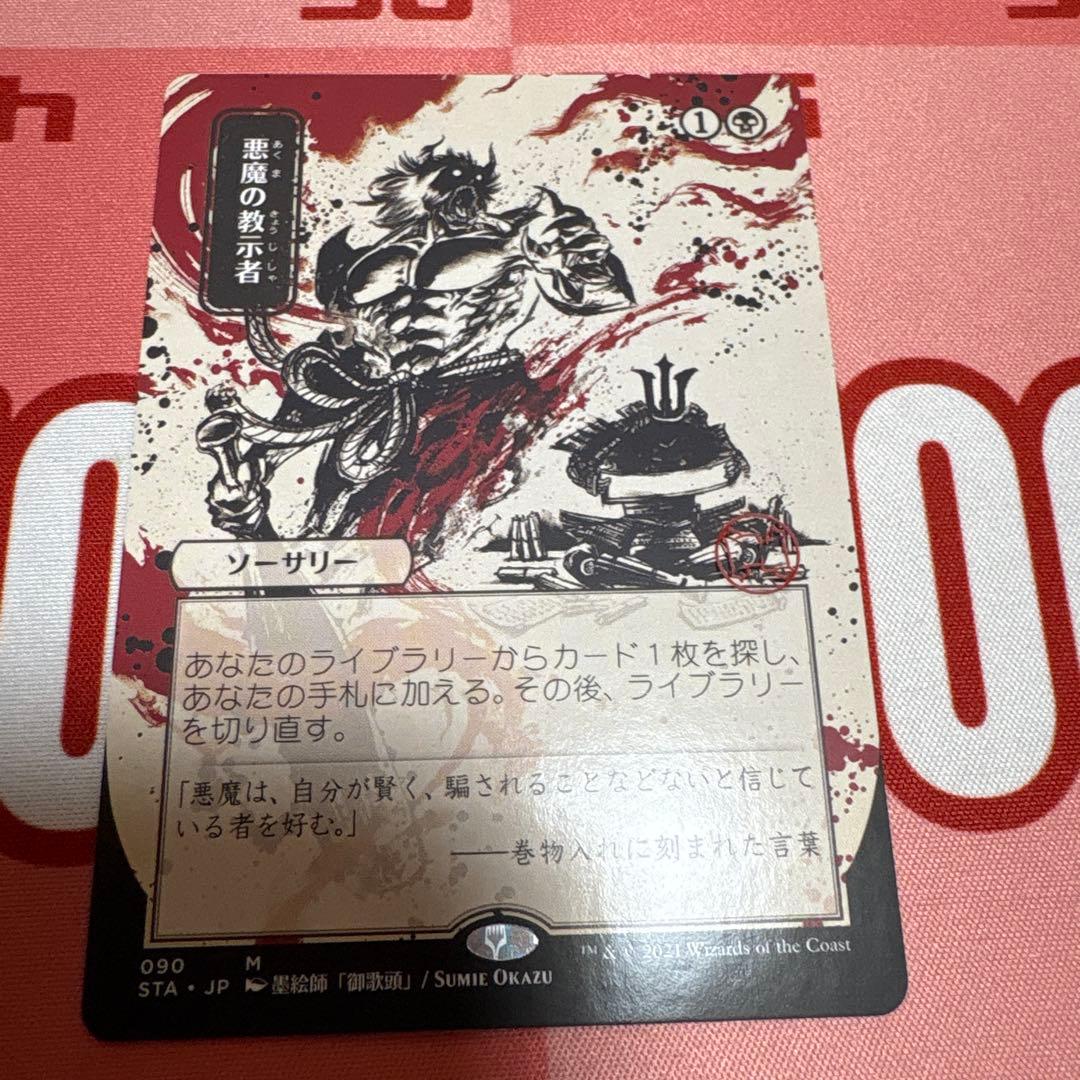 悪魔の教示者
あくま きょうじしゃ
1
ソーサリー
あなたのライブラリーからカード１枚を探し、
あなたの手札に加える。その後、ライブラリー
を切り直す。
「悪魔は、自分が賢く、騙されることなどないと信じて
いる者を好む。」
――巻物入れに刻まれた言葉
090 M
STA • JP 墨絵師「御歌頭」/ SUMIE OKAZU
™ & 2021 Wizards of the Coast